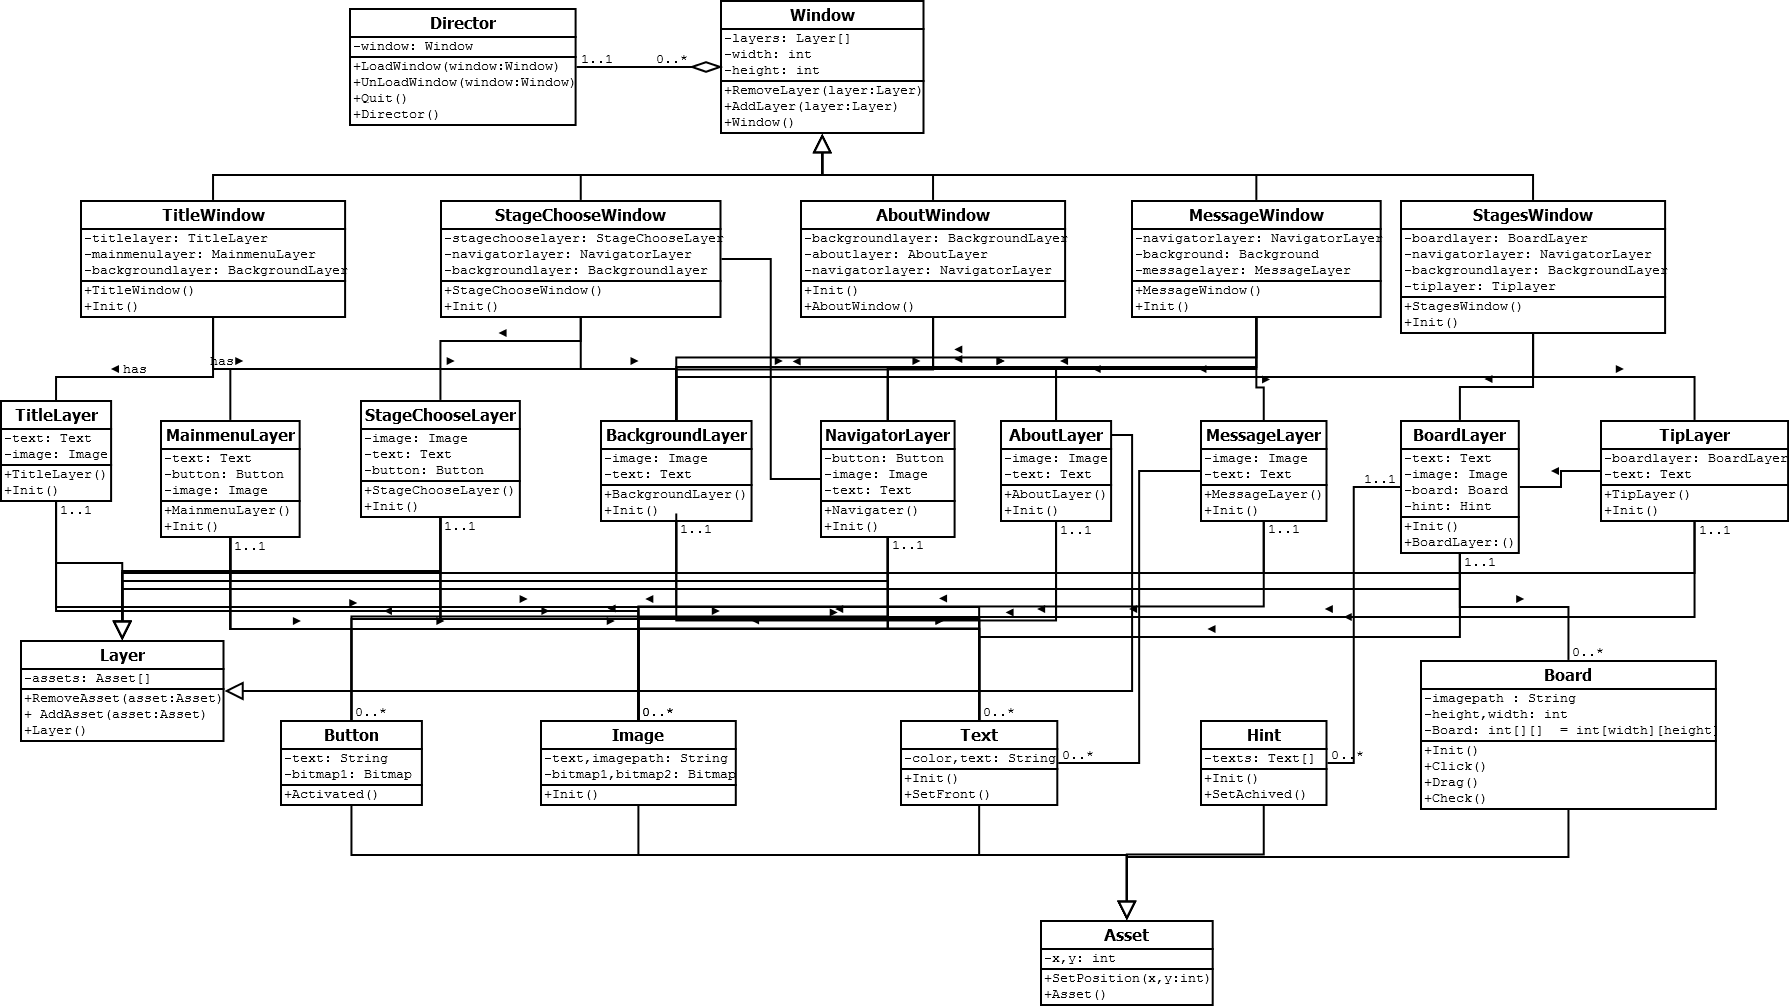 Director
-window: Window
+LoadWindow(window:Window)
+UnLoadWindow(window:Window)
+Quit()
+Director()
1..1
0..*
Window
-layers: Layer[]
-width: int
-height: int
+RemoveLayer(layer:Layer)
+AddLayer(layer:Layer)
+Window()
TitleWindow
-titlelayer: TitleLayer
-mainmenulayer: MainmenuLayer
-backgroundlayer: BackgroundLayer
+TitleWindow()
+Init()
StageChooseWindow
-stagechooselayer: StageChooseLayer
-navigatorlayer: NavigatorLayer
-backgroundlayer: Backgroundlayer
+StageChooseWindow()
+Init()
AboutWindow
-backgroundlayer: BackgroundLayer
-aboutlayer: AboutLayer
-navigatorlayer: NavigatorLayer
+Init()
+AboutWindow()
MessageWindow
-navigatorlayer: NavigatorLayer
-background: Background
-messagelayer: MessageLayer
+MessageWindow()
+Init()
StagesWindow
-boardlayer: BoardLayer
-navigatorlayer: NavigatorLayer
-backgroundlayer: BackgroundLayer
-tiplayer: Tiplayer
+StagesWindow()
+Init()
has
has
TitleLayer
-text: Text
-image: Image
+TitleLayer()
+Init()
1..1
MainmenuLayer
-text: Text
-button: Button
-image: Image
+MainmenuLayer()
+Init()
1..1
StageChooseLayer
-image: Image
-text: Text
-button: Button
+StageChooseLayer()
+Init()
1..1
BackgroundLayer
-image: Image
-text: Text
+BackgroundLayer()
+Init()
1..1
NavigatorLayer
-button: Button
-image: Image
-text: Text
+Navigater()
+Init()
1..1
AboutLayer
-image: Image
-text: Text
+AboutLayer()
+Init()
1..1
MessageLayer
-image: Image
-text: Text
+MessageLayer()
+Init()
1..1
1..1
BoardLayer
-text: Text
-image: Image
-board: Board
-hint: Hint
+Init()
+BoardLayer:()
1..1
TipLayer
-boardlayer: BoardLayer
-text: Text
+TipLayer()
+Init()
1..1
Layer
-assets: Asset[]
+RemoveAsset(asset:Asset)
+ AddAsset(asset:Asset)
+Layer()
0..*
Button
-text: String
-bitmap1: Bitmap
+Activated()
0..*
Image
-text,imagepath: String
-bitmap1,bitmap2: Bitmap
+Init()
0..*
Text
-color,text: String
+Init()
+SetFront()
0..*
Hint
-texts: Text[]
+Init()
+SetAchived()
0..*
0..*
Board
-imagepath : String
-height,width: int
-Board: int[][]  = int[width][height]
+Init()
+Click()
+Drag()
+Check()
Asset
-x,y: int
+SetPosition(x,y:int)
+Asset()